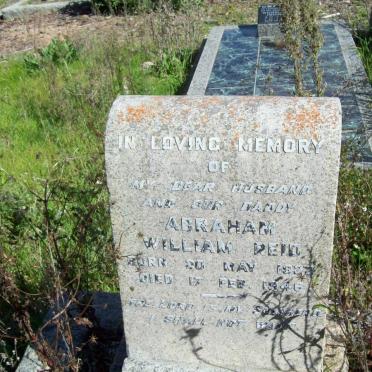 IN LOVING MEMORY
OF
MY DEAR HUSBAND
AND OUR DADDY
ABRAHAM
WILLIAM REID
BORN 20 MAY
DIED 17 FEB. 1946
THE LORD IS MY SHEPHERD
I SHALL NOT